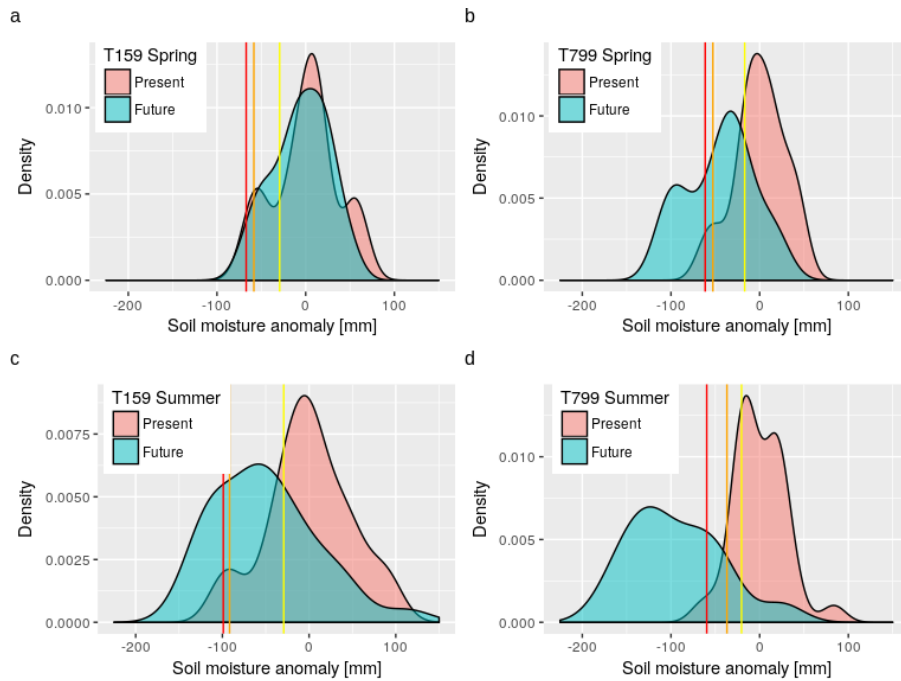 a
T159 Spring
Present
Future
0.010
0.005
0.000
Density
-200 -100 0 100
Soil moisture anomaly [mm]
b
T799 Spring
Present
Future
0.010
0.005
0.000
Density
-200 -100 0 100
Soil moisture anomaly [mm]
c
T159 Summer
Present
Future
0.0075
0.0050
0.0025
0.0000
Density
-200 -100 0 100
Soil moisture anomaly [mm]
d
T799 Summer
Present
Future
0.010
0.005
0.000
Density
-200 -100 0 100
Soil moisture anomaly [mm]